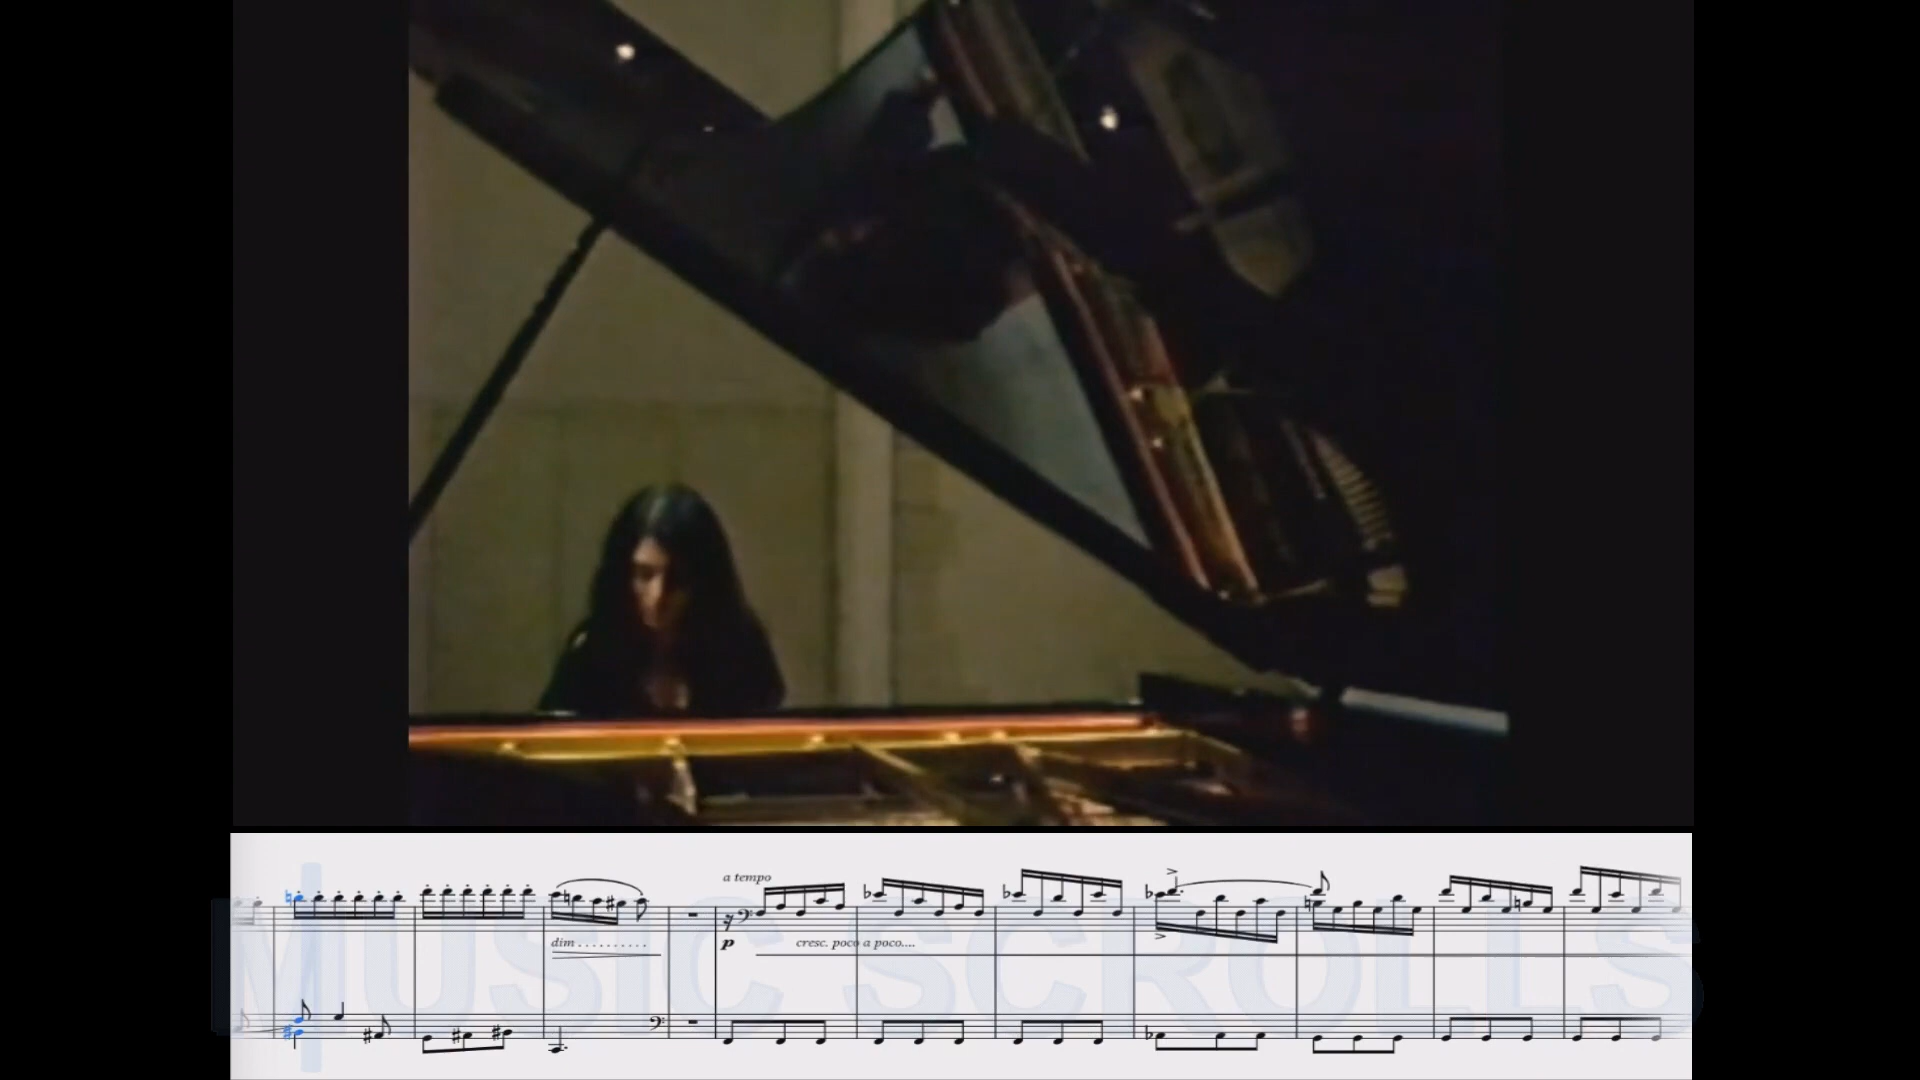 a tempo
dim..........
p
cresc. poco a poco....
MUSIC SCROLLS